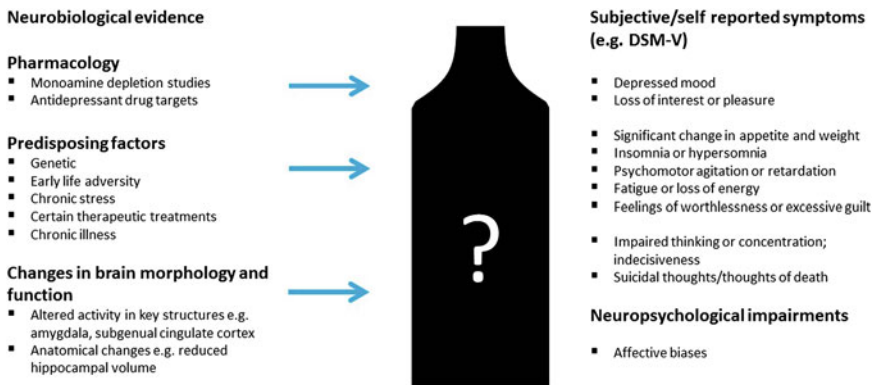 Neurobiological evidence
Pharmacology
▪ Monoamine depletion studies
▪ Antidepressant drug targets
Predisposing factors
▪ Genetic
▪ Early life adversity
▪ Chronic stress
▪ Certain therapeutic treatments
▪ Chronic illness
Changes in brain morphology and
function
▪ Altered activity in key structures e.g.
amygdala, subgenual cingulate cortex
▪ Anatomical changes e.g. reduced
hippocampal volume
?
Subjective/self reported symptoms
(e.g. DSM-V)
▪ Depressed mood
▪ Loss of interest or pleasure
▪ Significant change in appetite and weight
▪ Insomnia or hypersomnia
▪ Psychomotor agitation or retardation
▪ Fatigue or loss of energy
▪ Feelings of worthlessness or excessive guilt
▪ Impaired thinking or concentration;
indecisiveness
▪ Suicidal thoughts/thoughts of death
Neuropsychological impairments
▪ Affective biases